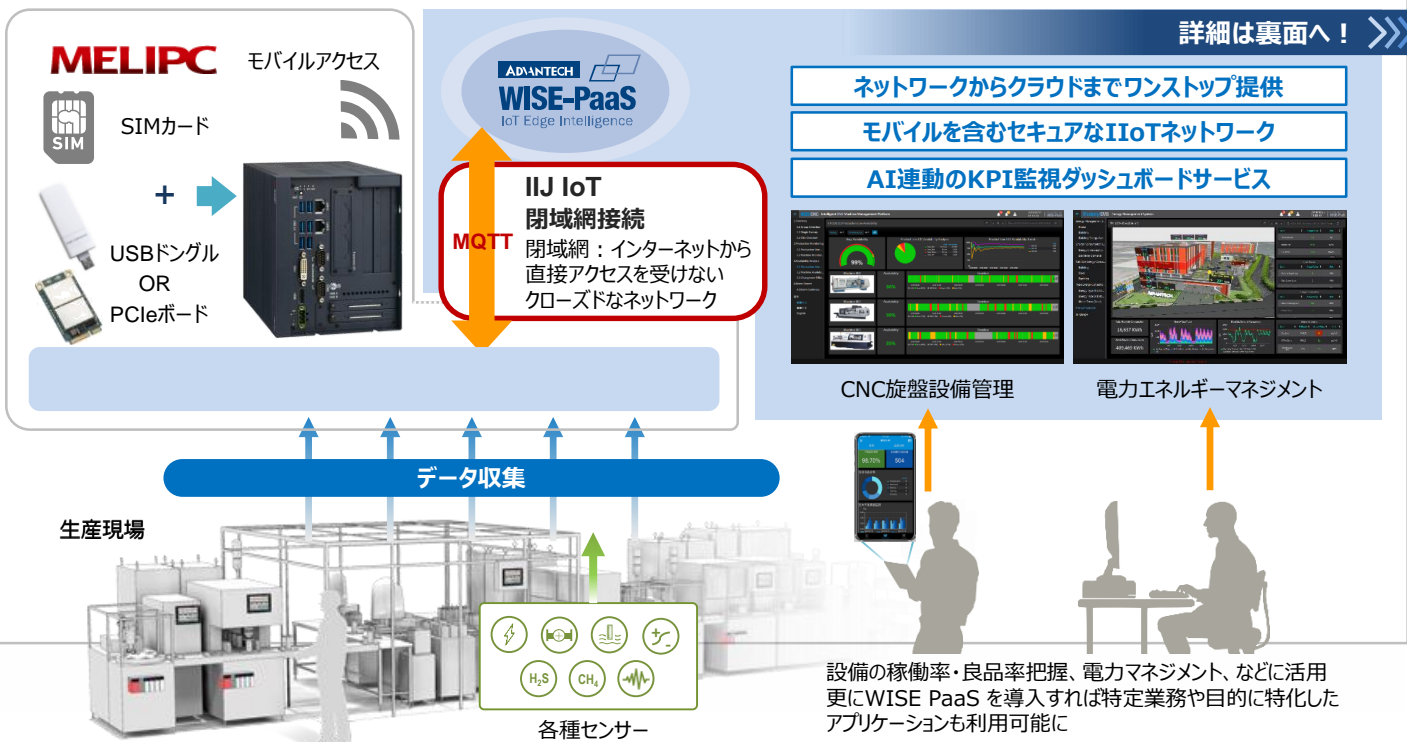 詳細は裏面へ！
MELIPC
モバイルアクセス
SIMカード
SIM
+
USBドングル
OR
PCIeボード
ADVANTECH
WISE-PaaS
IoT Edge Intelligence
MQTT
IIJ IoT
閉域網接続
閉域網：インターネットから
直接アクセスを受けない
クローズドなネットワーク
ネットワークからクラウドまでワンストップ提供
モバイルを含むセキュアなIIoTネットワーク
AI連動のKPI監視ダッシュボードサービス
99%
ADVANTECH
CNC旋盤設備管理
電力エネルギーマネジメント
データ収集
98.70%
504
生産現場
H₂S
CH₄
各種センサー
設備の稼働率・良品率把握、電力マネジメント、などに活用
更にWISE PaaS を導入すれば特定業務や目的に特化した
アプリケーションも利用可能に